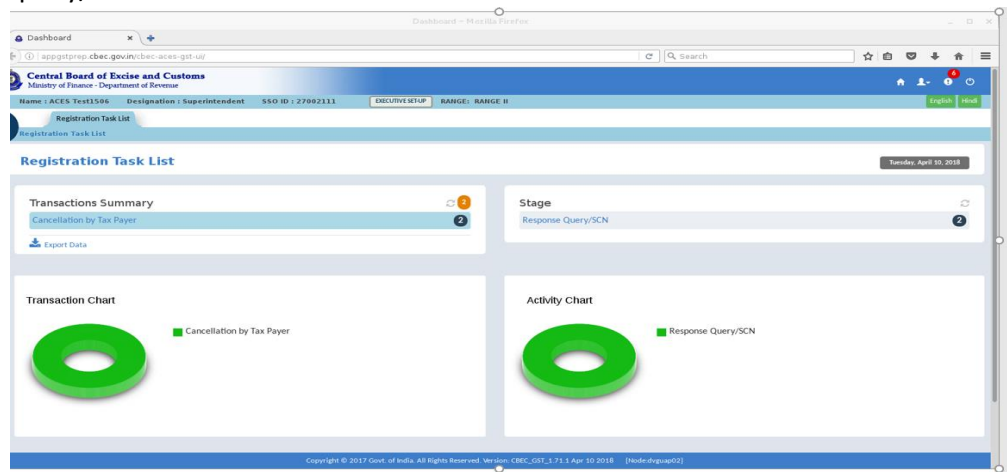 Dashboard - Mozilla Firefox
Dashboard
appgstprep.cbec.gov.in/cbec-aces-gst-ui/
Search
Central Board of Excise and Customs
Ministry of Finance - Department of Revenue
6
Name : ACES Test1506 Designation : Superintendent SSO ID : 27002111 EXECUTIVE SET-UP RANGE: RANGE II English Hindi
Registration Task List
Registration Task List
Registration Task List
Tuesday, April 10, 2018
Transactions Summary 2
Cancellation by Tax Payer 2
Export Data
Stage
Response Query/SCN 2
Transaction Chart
Cancellation by Tax Payer
Activity Chart
Response Query/SCN
Copyright © 2017 Govt. of India. All Rights Reserved. Version: CBEC_GST_1.71.1 Apr 10 2018 {Node:dvguap02}